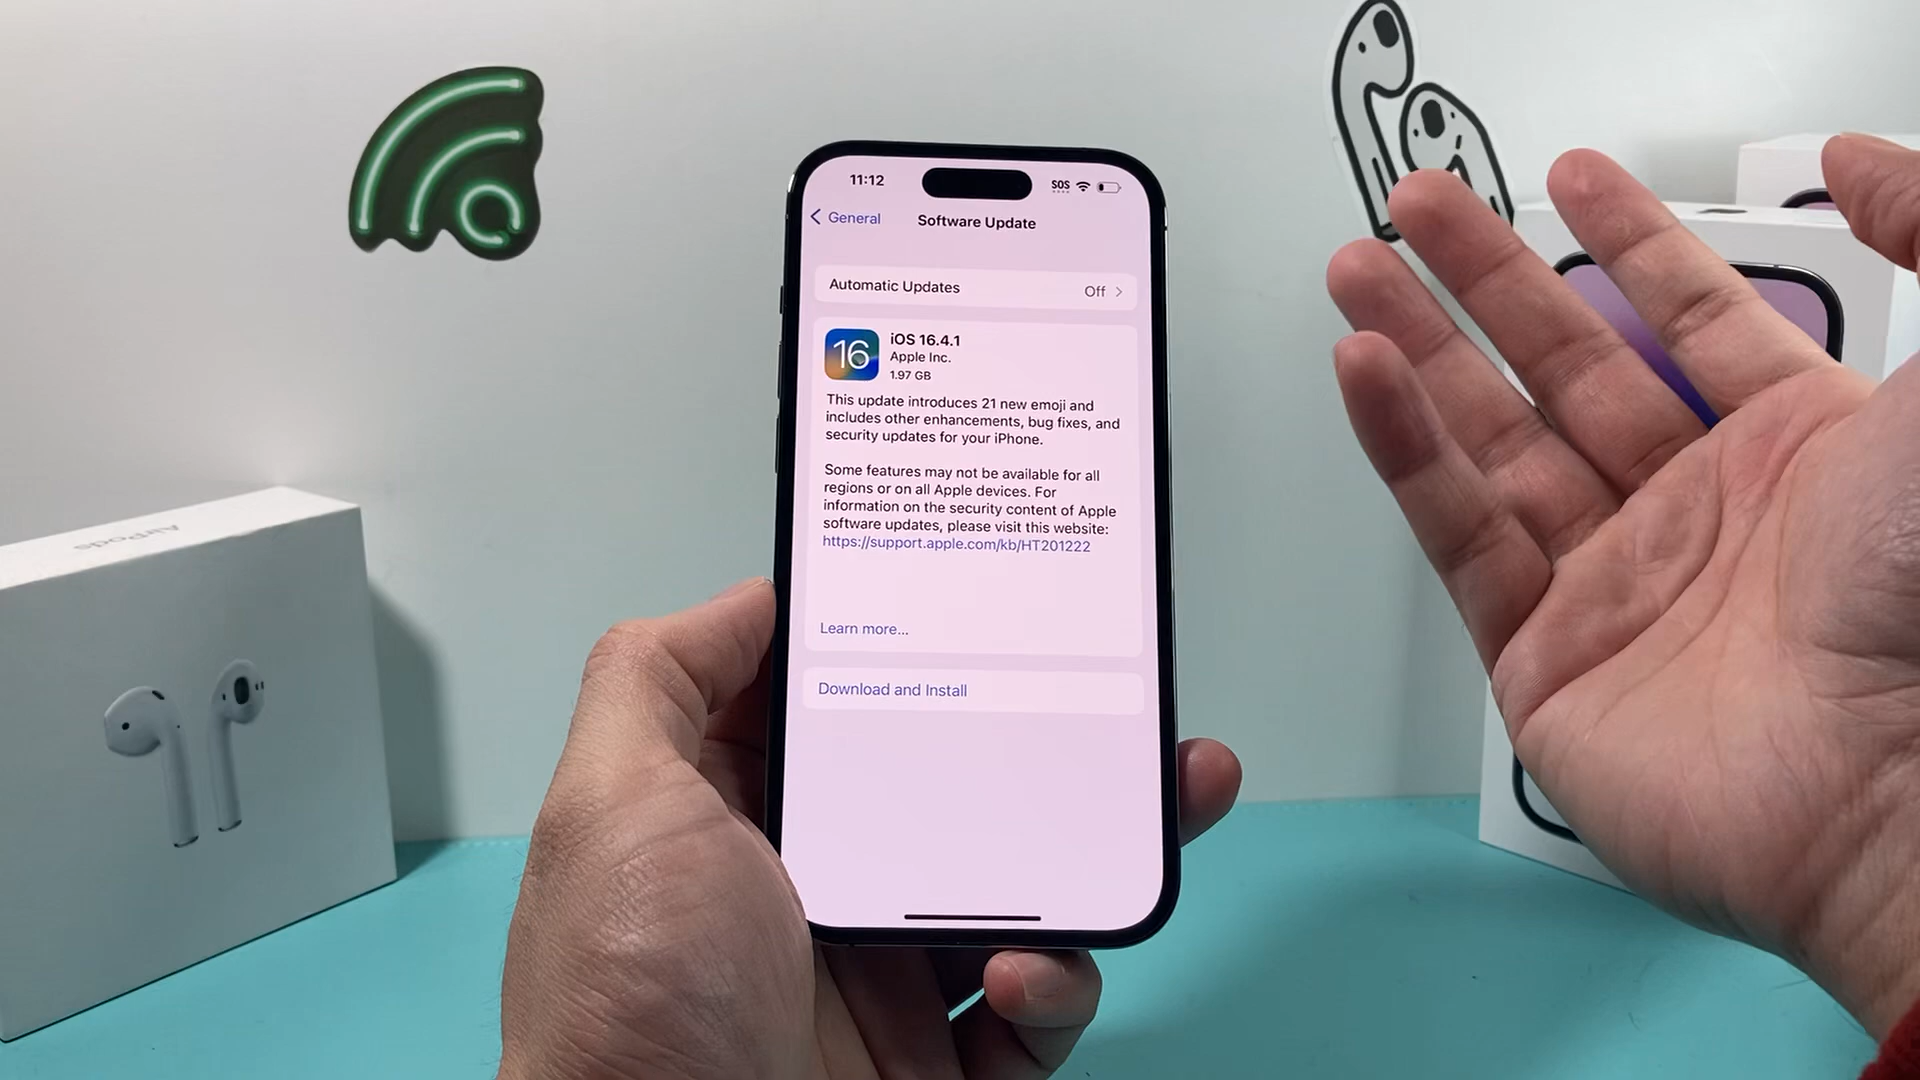 11:12
SOS
General
Software Update
Automatic Updates
Off
16
iOS 16.4.1
Apple Inc.
1.97 GB
This update introduces 21 new emoji and
includes other enhancements, bug fixes, and
security updates for your iPhone.
Some features may not be available for all
regions or on all Apple devices. For
information on the security content of Apple
software updates, please visit this website:
https://support.apple.com/kb/HT201222
Learn more...
Download and Install
AirPods